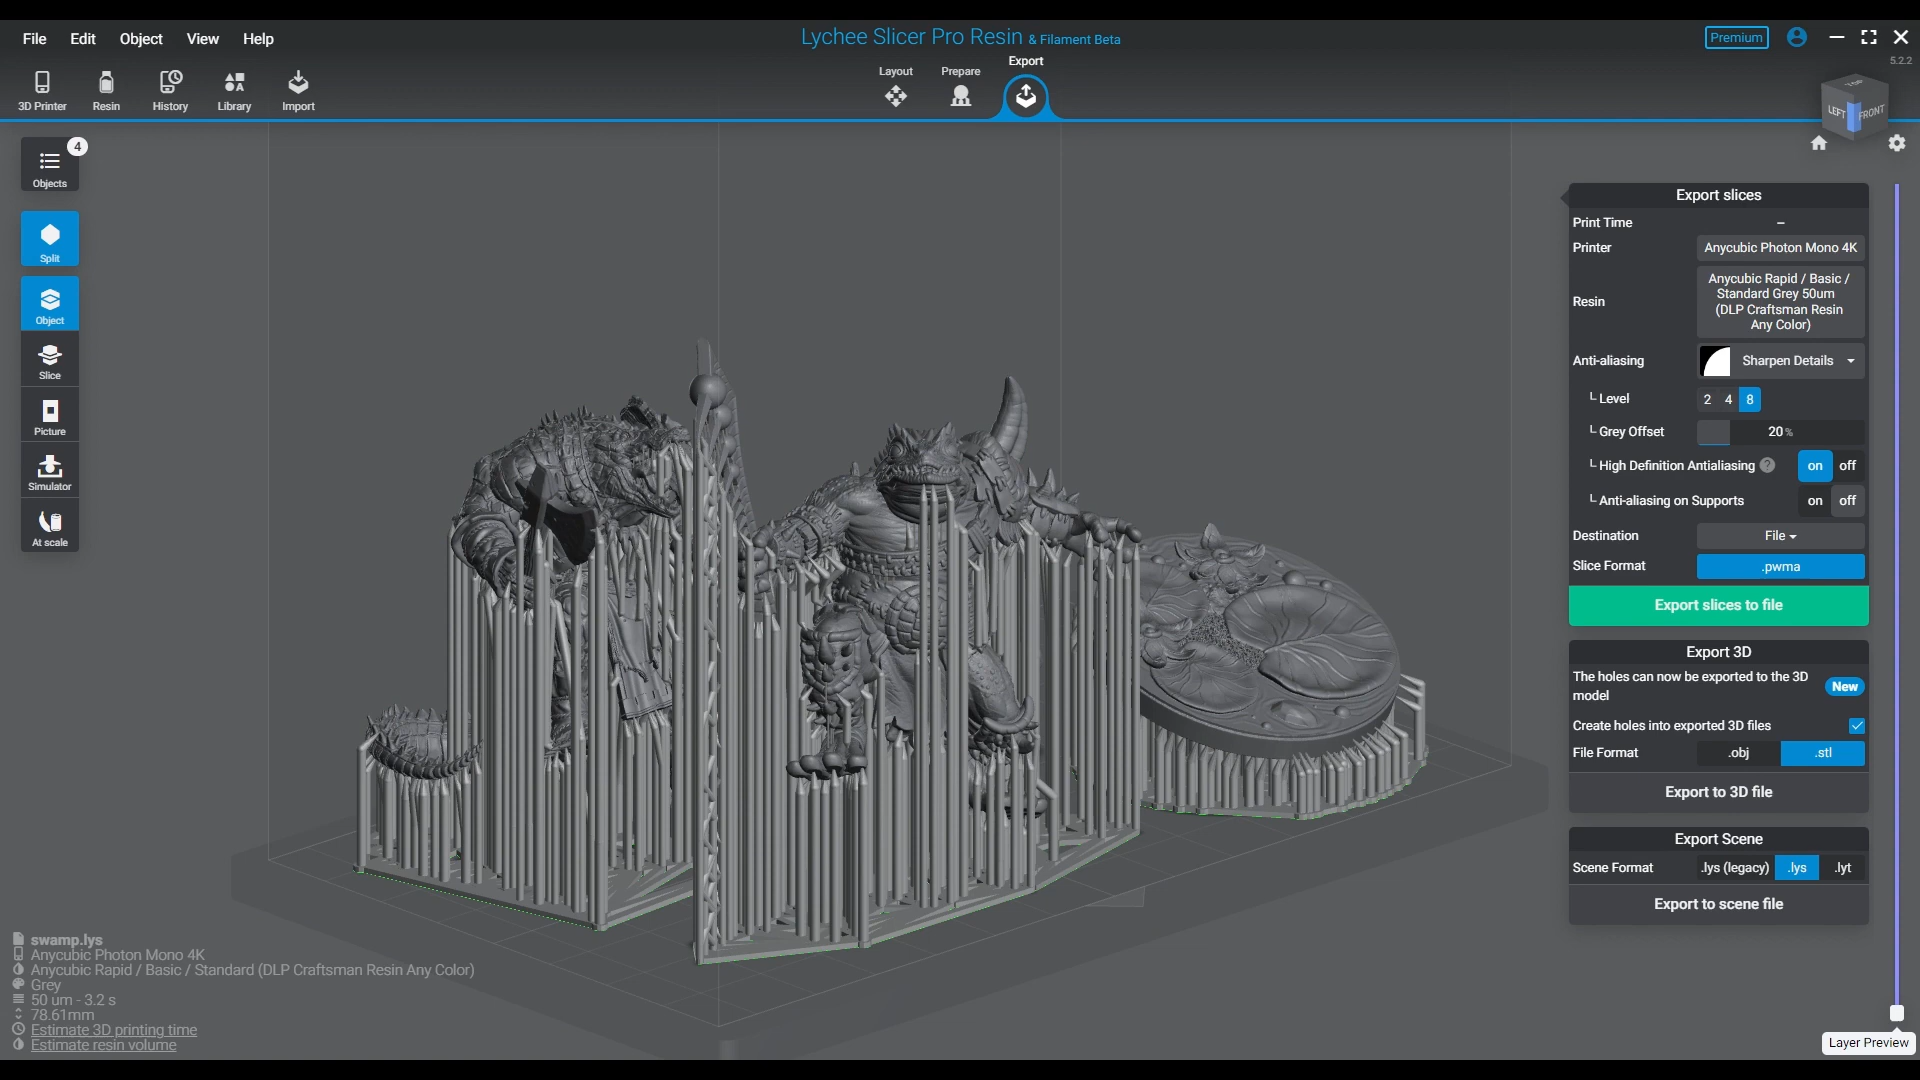 File Edit Object View Help
Lychee Slicer Pro Resin & Filament Beta
Premium
5.2.2
3D Printer
Resin
History
Library
Import
Layout
Prepare
Export
TOP
LEFT
FRONT
4
Objects
Split
Object
Slice
Picture
Simulator
At scale
Export slices
Print Time –
Printer Anycubic Photon Mono 4K
Resin
Anycubic Rapid / Basic /
Standard Grey 50um
(DLP Craftsman Resin
Any Color)
Anti-aliasing Sharpen Details
Level 2 4 8
Grey Offset 20%
High Definition Antialiasing ? on off
Anti-aliasing on Supports on off
Destination File
Slice Format .pwma
Export slices to file
Export 3D
The holes can now be exported to the 3D
model
New
Create holes into exported 3D files
File Format .obj .stl
Export to 3D file
Export Scene
Scene Format .lys (legacy) .lys .lyt
Export to scene file
swamp.lys
Anycubic Photon Mono 4K
Anycubic Rapid / Basic / Standard (DLP Craftsman Resin Any Color)
Grey
50 um - 3.2 s
78.61mm
Estimate 3D printing time
Estimate resin volume
Layer Preview